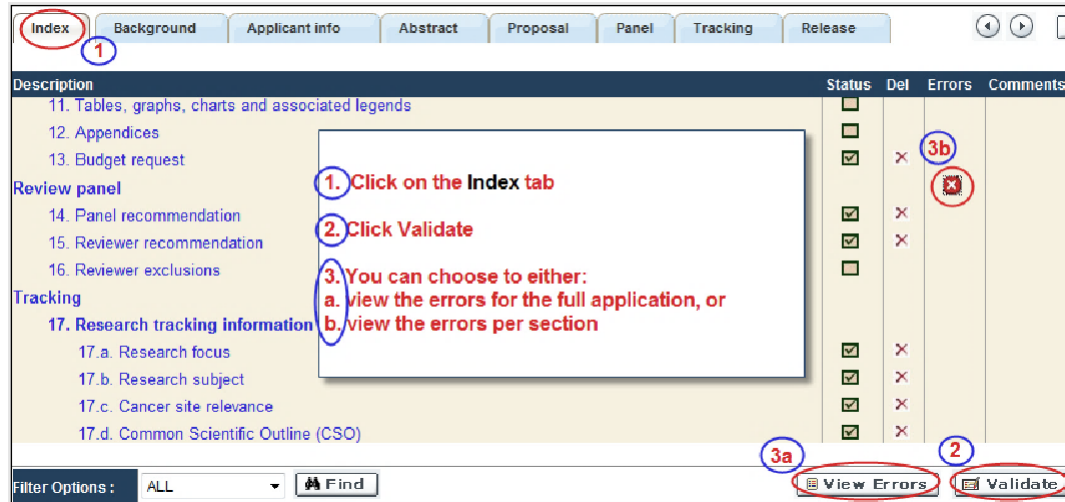 Index Background Applicant info Abstract Proposal Panel Tracking Release
1
Description Status Del Errors Comments
11. Tables, graphs, charts and associated legends
12. Appendices
13. Budget request
3b
Review panel
14. Panel recommendation
15. Reviewer recommendation
16. Reviewer exclusions
Tracking
17. Research tracking information
17.a. Research focus
17.b. Research subject
17.c. Cancer site relevance
17.d. Common Scientific Outline (CSO)
1. Click on the Index tab
2. Click Validate
3. You can choose to either:
a. view the errors for the full application, or
b. view the errors per section
3a
2
Filter Options : ALL Find View Errors Validate